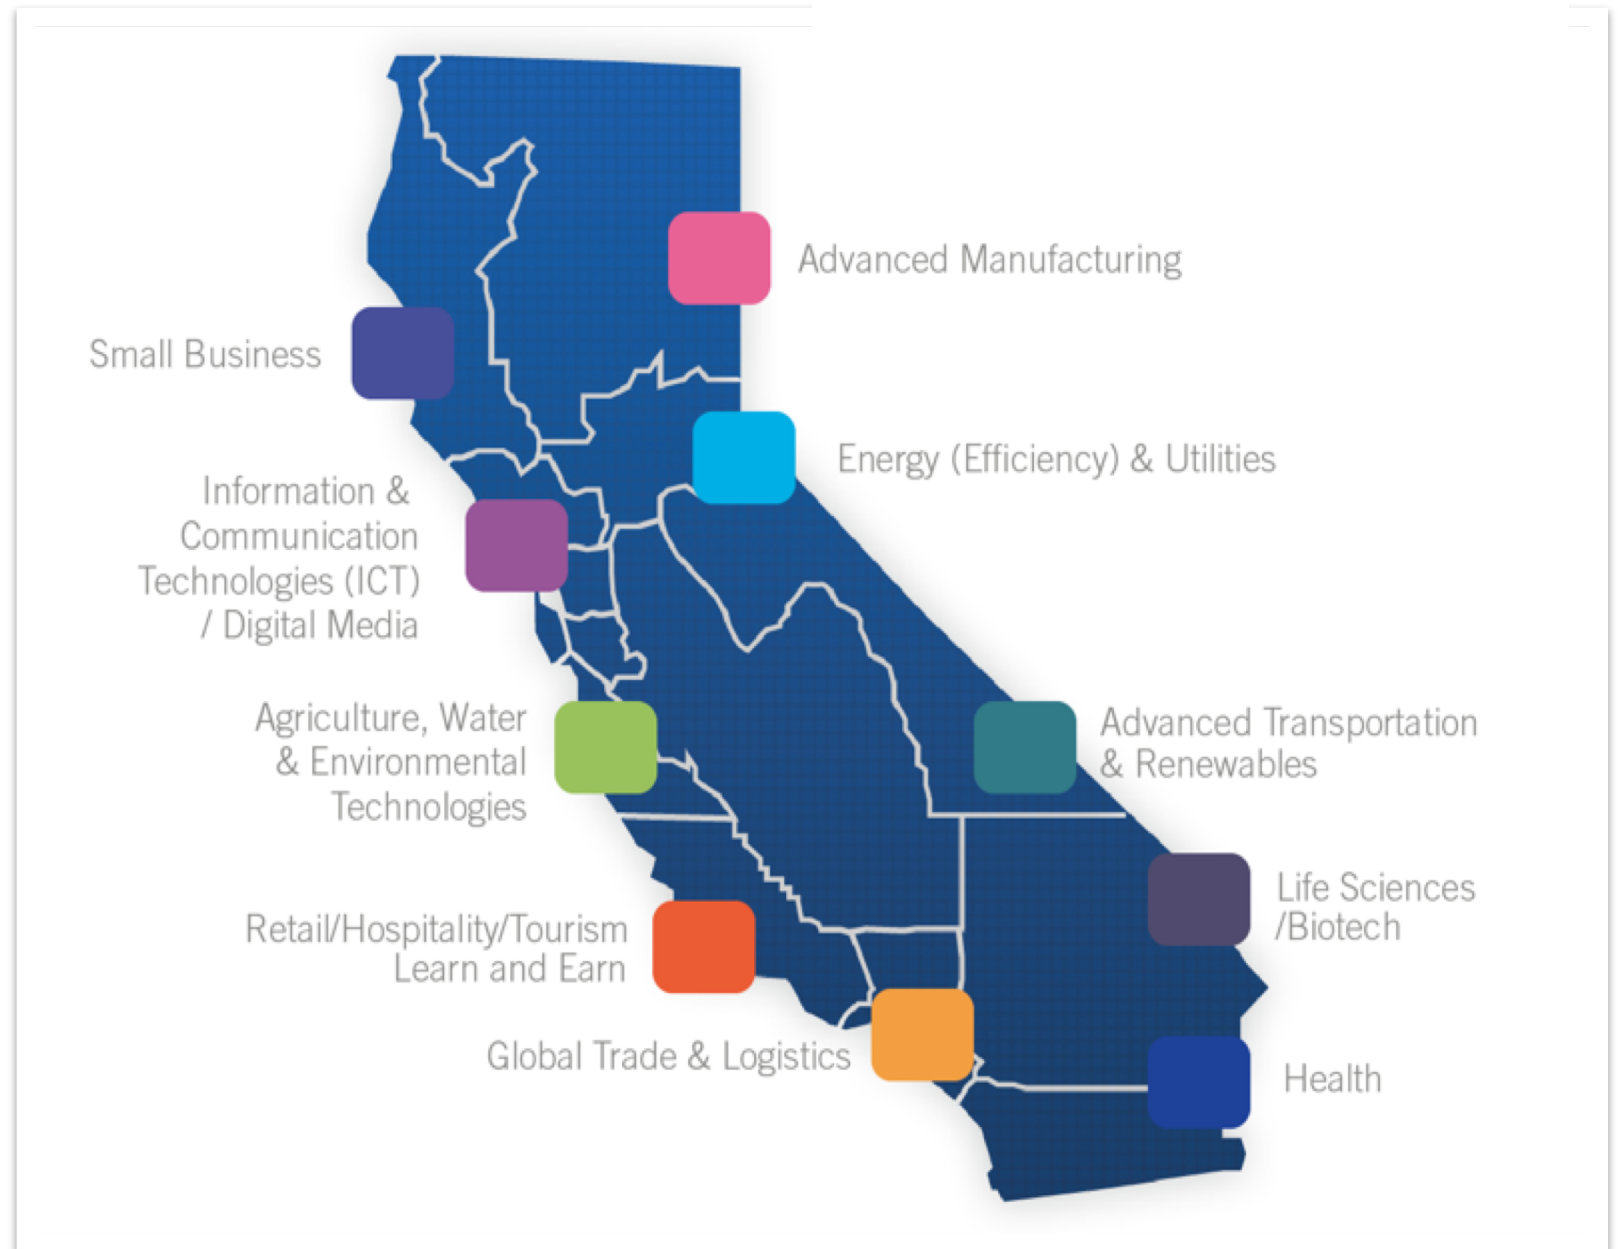 Advanced Manufacturing
Small Business
Energy (Efficiency) & Utilities
Information &
Communication
Technologies (ICT)
/ Digital Media
Agriculture, Water
& Environmental
Technologies
Advanced Transportation
& Renewables
Life Sciences
/Biotech
Retail/Hospitality/Tourism
Learn and Earn
Global Trade & Logistics
Health